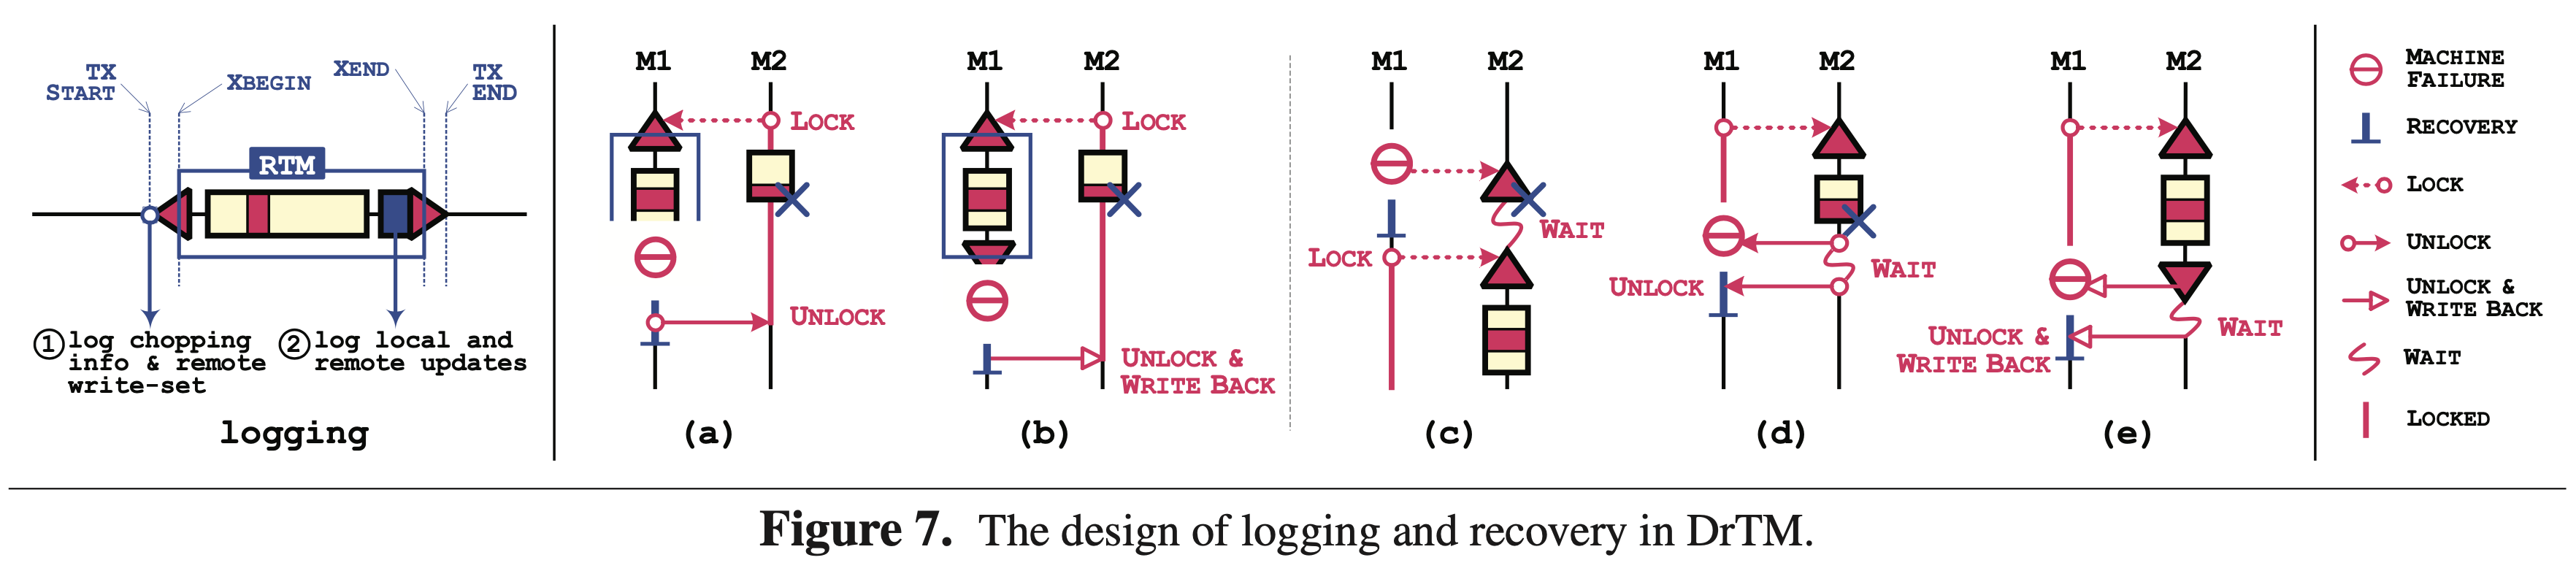 TX
START
XBEGIN
XEND
TX
END
RTM
① log chopping
info & remote
write-set
② log local and
remote updates
logging
M1 M2
LOCK
UNLOCK
(a)
M1 M2
LOCK
UNLOCK &
WRITE BACK
(b)
M1 M2
WAIT
LOCK
(c)
M1 M2
WAIT
UNLOCK
(d)
M1 M2
WAIT
UNLOCK &
WRITE BACK
(e)
MACHINE
FAILURE
RECOVERY
LOCK
UNLOCK
UNLOCK &
WRITE BACK
WAIT
LOCKED
Figure 7. The design of logging and recovery in DrTM.